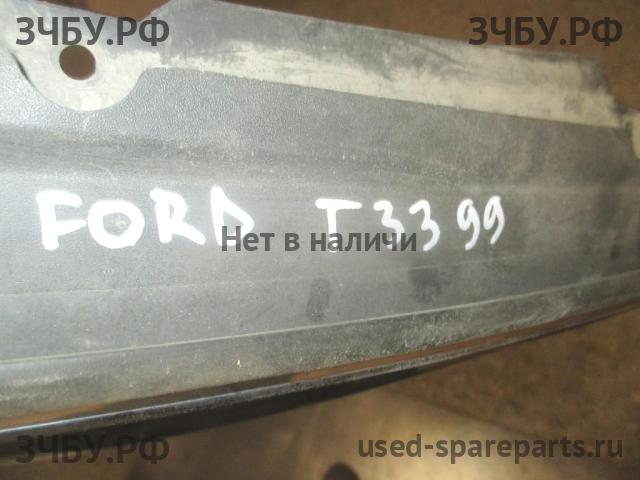 ЗЧБУ.РФ ЗЧБУ.РФ
FORD T3399
Нет в наличии
ЗЧБУ.РФ used-spareparts.ru